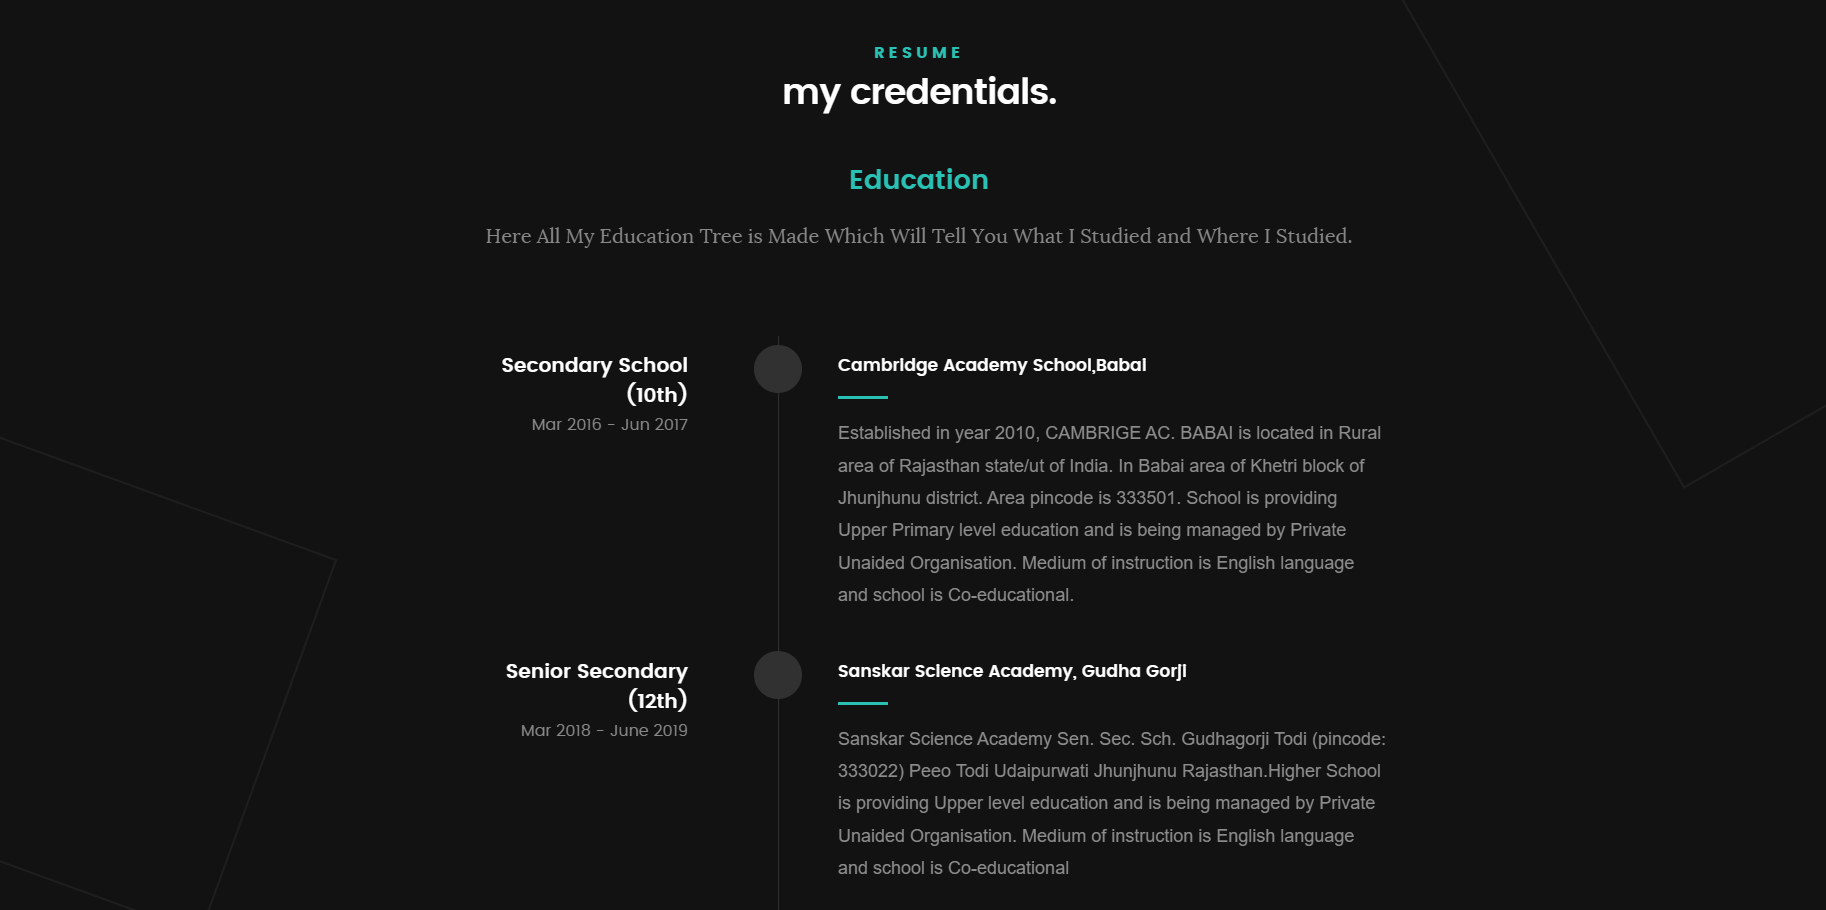 RESUME
my credentials.
Education
Here All My Education Tree is Made Which Will Tell You What I Studied and Where I Studied.
Secondary School
(10th)
Mar 2016 - Jun 2017
Cambridge Academy School,Babai
Established in year 2010, CAMBRIGE AC. BABAI is located in Rural
area of Rajasthan state/ut of India. In Babai area of Khetri block of
Jhunjhunu district. Area pincode is 333501. School is providing
Upper Primary level education and is being managed by Private
Unaided Organisation. Medium of instruction is English language
and school is Co-educational.
Senior Secondary
(12th)
Mar 2018 - June 2019
Sanskar Science Academy, Gudha Gorji
Sanskar Science Academy Sen. Sec. Sch. Gudhagorji Todi (pincode:
333022) Peeo Todi Udaipurwati Jhunjhunu Rajasthan.Higher School
is providing Upper level education and is being managed by Private
Unaided Organisation. Medium of instruction is English language
and school is Co-educational